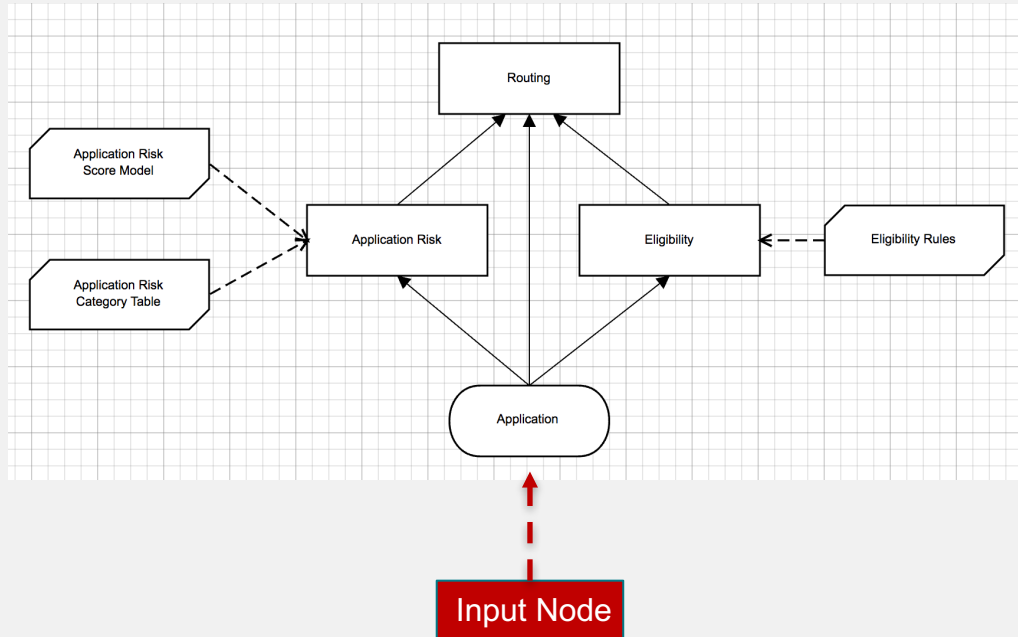 Routing
Application Risk
Score Model
Application Risk
Eligibility
Eligibility Rules
Application Risk
Category Table
Application
Input Node